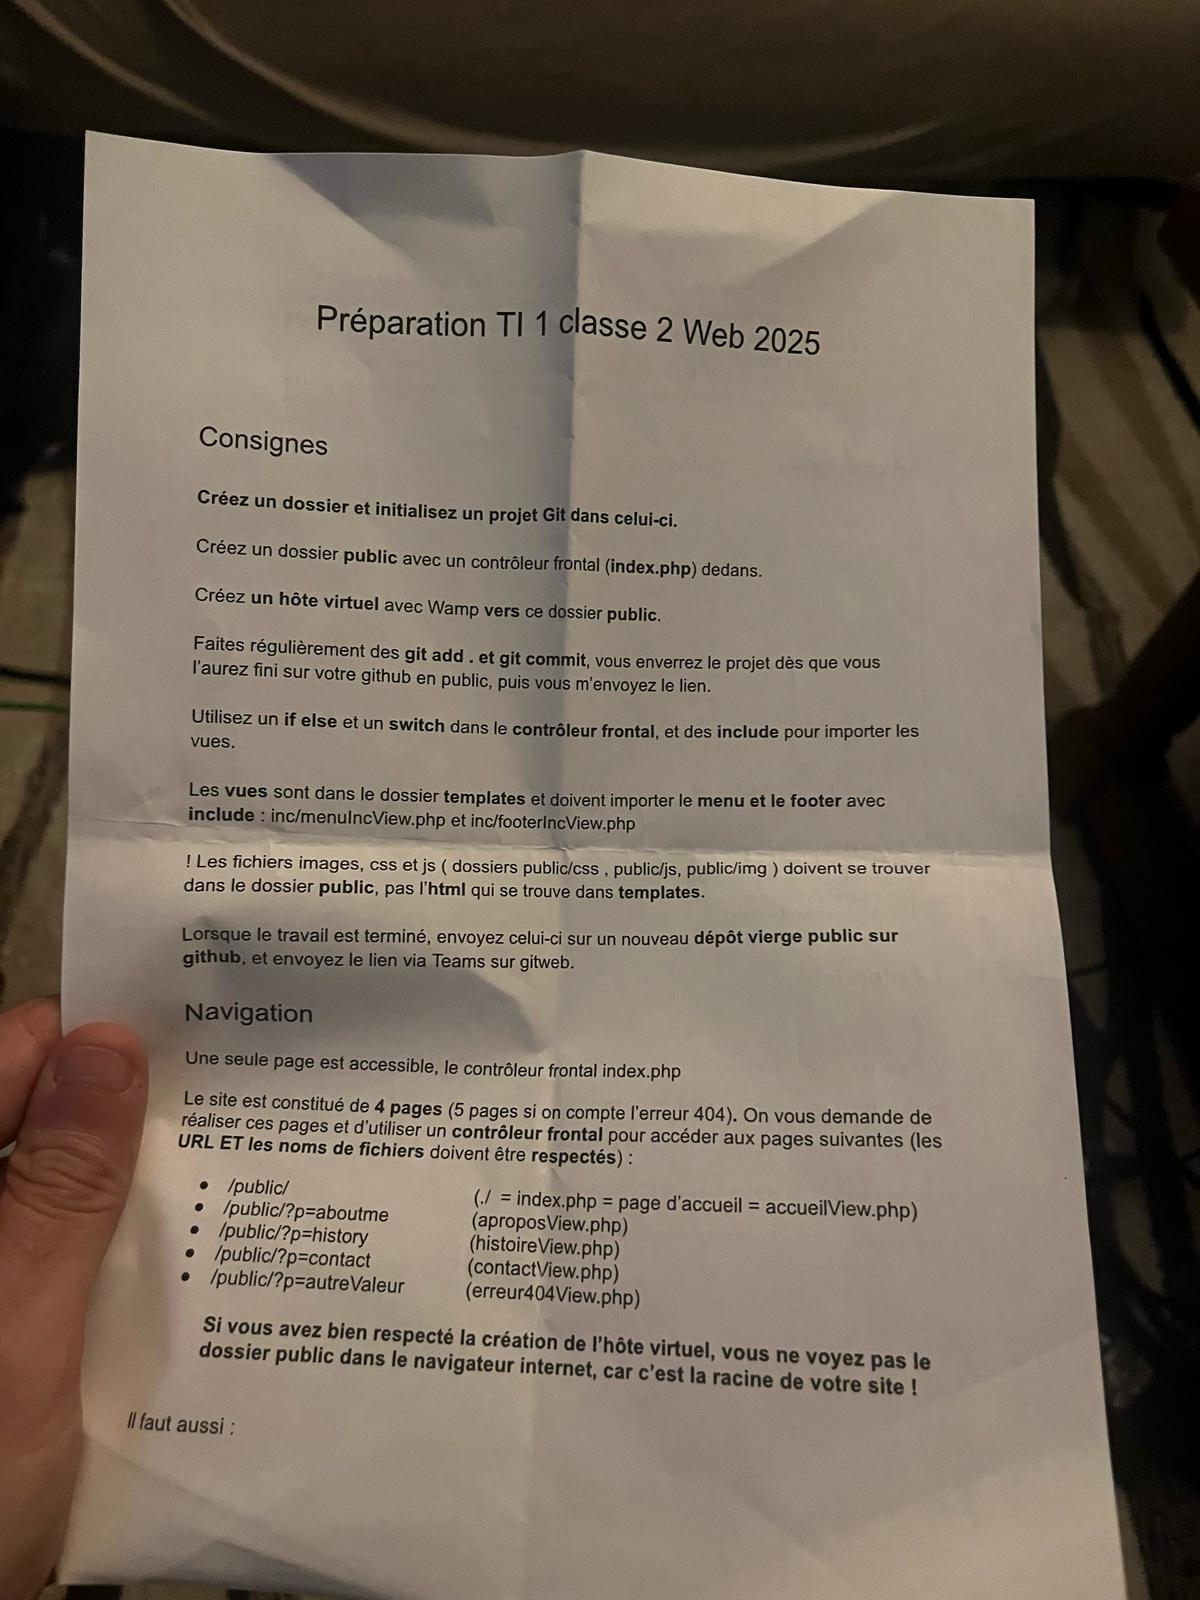 Préparation TI 1 classe 2 Web 2025
Consignes
Créez un dossier et initialisez un projet Git dans celui-ci.
Créez un dossier public avec un contrôleur frontal (index.php) dedans.
Créez un hôte virtuel avec Wamp vers ce dossier public.
Faites régulièrement des git add . et git commit, vous enverrez le projet dès que vous
l'aurez fini sur votre github en public, puis vous m'envoyez le lien.
Utilisez un if else et un switch dans le contrôleur frontal, et des include pour importer les
vues.
Les vues sont dans le dossier templates et doivent importer le menu et le footer avec
include : inc/menuIncView.php et inc/footerIncView.php
! Les fichiers images, css et js ( dossiers public/css , public/js, public/img ) doivent se trouver
dans le dossier public, pas l'html qui se trouve dans templates.
Lorsque le travail est terminé, envoyez celui-ci sur un nouveau dépôt vierge public sur
github, et envoyez le lien via Teams sur gitweb.
Navigation
Une seule page est accessible, le contrôleur frontal index.php
Le site est constitué de 4 pages (5 pages si on compte l'erreur 404). On vous demande de
réaliser ces pages et d'utiliser un contrôleur frontal pour accéder aux pages suivantes (les
URL ET les noms de fichiers doivent être respectés) :
• /public/ (./ = index.php = page d'accueil = accueilView.php)
• /public/?p=aboutme (aproposView.php)
• /public/?p=history (histoireView.php)
• /public/?p=contact (contactView.php)
• /public/?p=autreValeur (erreur404View.php)
Si vous avez bien respecté la création de l'hôte virtuel, vous ne voyez pas le
dossier public dans le navigateur internet, car c'est la racine de votre site !
Il faut aussi :